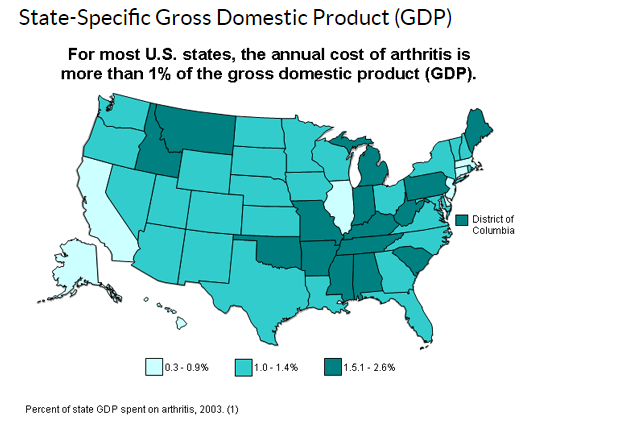 State-Specific Gross Domestic Product (GDP)
For most U.S. states, the annual cost of arthritis is
more than 1% of the gross domestic product (GDP).
District of
Columbia
0.3 - 0.9%
1.0 - 1.4%
1.5.1 - 2.6%
Percent of state GDP spent on arthritis, 2003. (1)